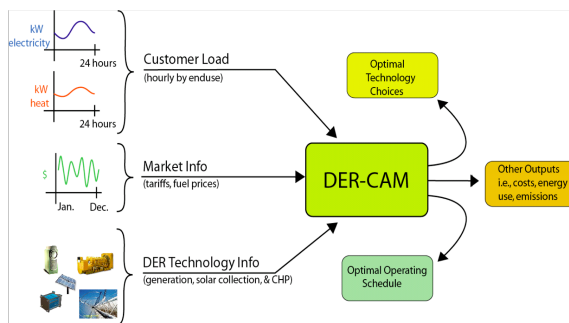 kW
electricity
24 hours
kW
heat
24 hours
Customer Load
(hourly by enduse)
$
Jan.
Dec.
Market Info
(tariffs, fuel prices)
DER Technology Info
(generation, solar collection, & CHP)
DER-CAM
Optimal
Technology
Choices
Other Outputs
i.e., costs, energy
use, emissions
Optimal Operating
Schedule